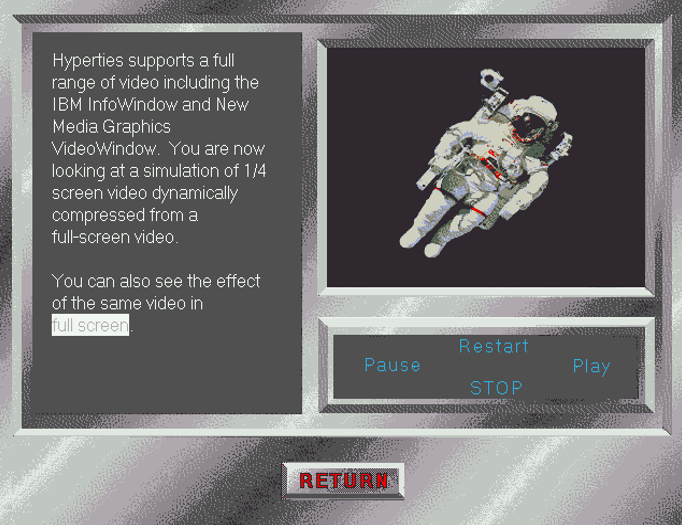 Hyperties supports a full
range of video including the
IBM InfoWindow and New
Media Graphics
VideoWindow. You are now
looking at a simulation of 1/4
screen video dynamically
compressed from a
full-screen video.
You can also see the effect
of the same video in
full screen.
Restart
Pause
Play
STOP
RETURN